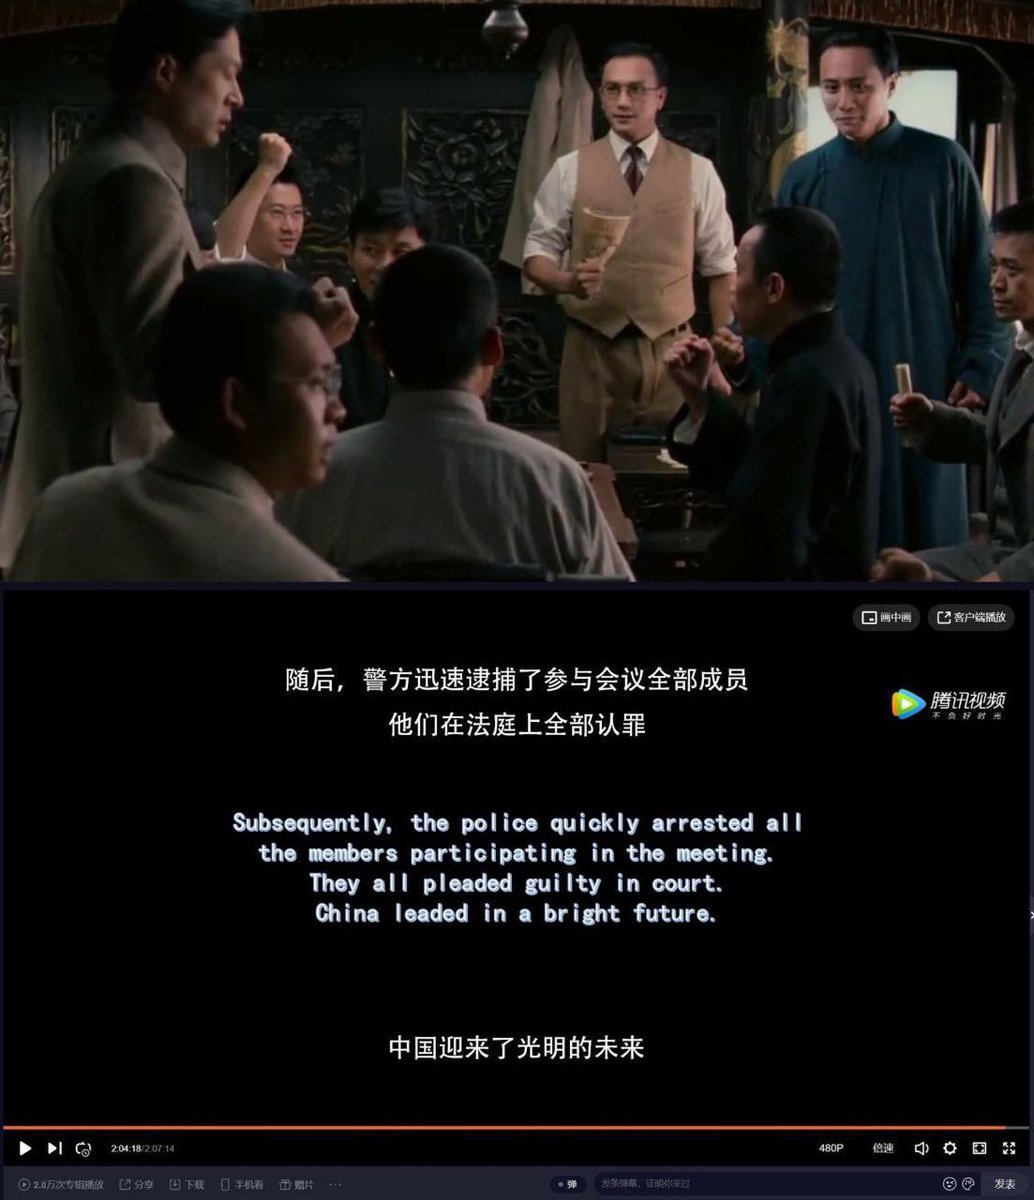 画中画
客户端播放
随后，警方迅速逮捕了参与会议全部成员
他们在法庭上全部认罪
腾讯视频
不负好时光
Subsequently, the police quickly arrested all
the members participating in the meeting.
They all pleaded guilty in court.
China leaded in a bright future.
中国迎来了光明的未来
2:04:18/2:07:14
480P
倍速
2.0万次专辑播放
分享
下载
手机看
赠片
弹
发条弹幕，证明你来过
发表